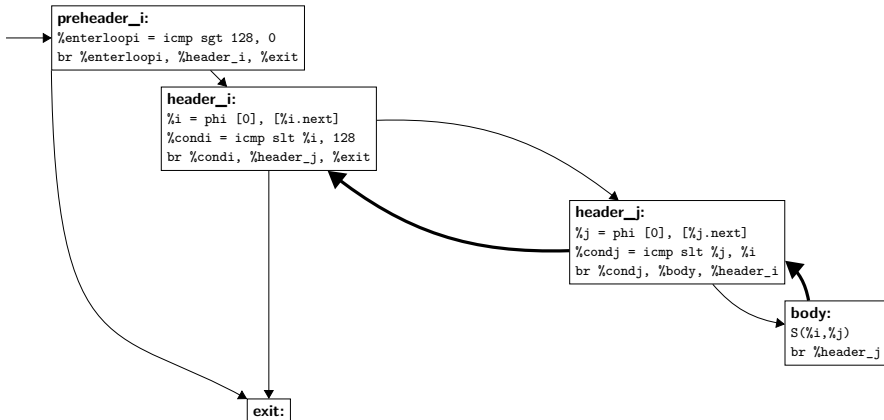 preheader_i:
%enterloopi = icmp sgt 128, 0
br %enterloopi, %header_i, %exit
header_i:
%i = phi [0], [%i.next]
%condi = icmp slt %i, 128
br %condi, %header_j, %exit
header_j:
%j = phi [0], [%j.next]
%condj = icmp slt %j, %i
br %condj, %body, %header_i
body:
S(%i,%j)
br %header_j
exit: